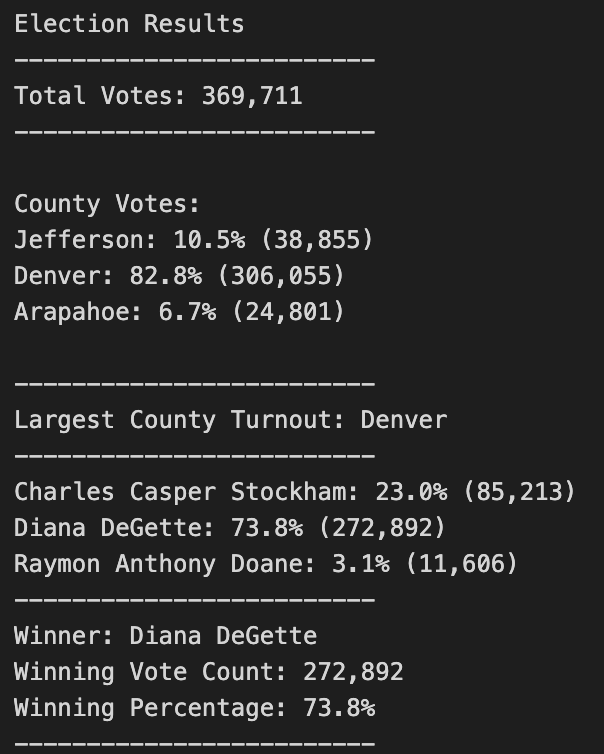 Election Results
-------------------------
Total Votes: 369,711
-------------------------
County Votes:
Jefferson: 10.5% (38,855)
Denver: 82.8% (306,055)
Arapahoe: 6.7% (24,801)
-------------------------
Largest County Turnout: Denver
-------------------------
Charles Casper Stockham: 23.0% (85,213)
Diana DeGette: 73.8% (272,892)
Raymon Anthony Doane: 3.1% (11,606)
-------------------------
Winner: Diana DeGette
Winning Vote Count: 272,892
Winning Percentage: 73.8%
-------------------------